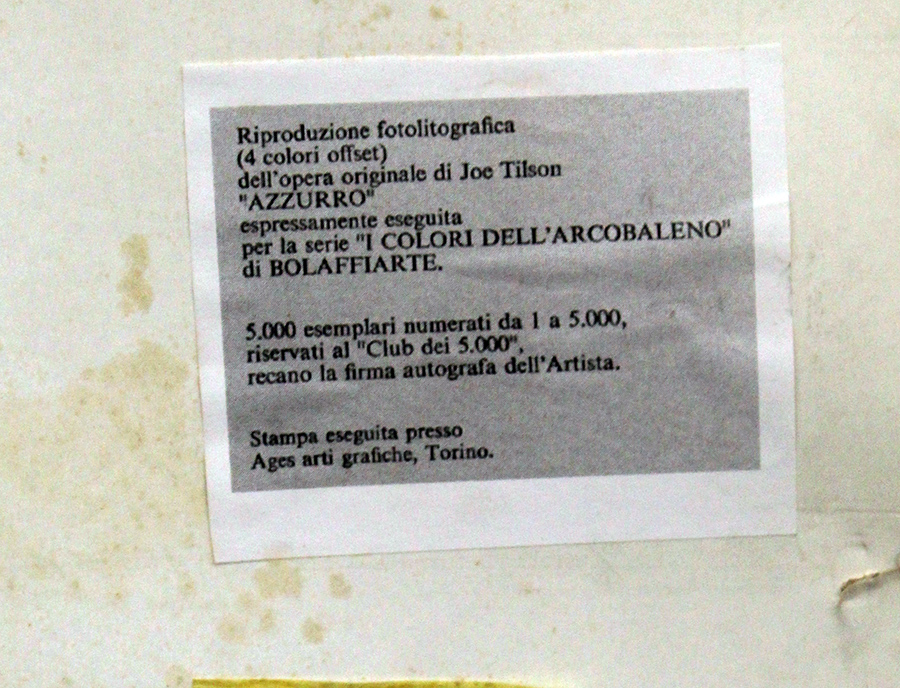 Riproduzione fotolitografica
(4 colori offset)
dell'opera originale di Joe Tilson
"AZZURRO"
espressamente eseguita
per la serie "I COLORI DELL'ARCOBALENO"
di BOLAFFIARTE.
5.000 esemplari numerati da 1 a 5.000,
riservati al "Club dei 5.000",
recano la firma autografa dell'Artista.
Stampa eseguita presso
Ages arti grafiche, Torino.